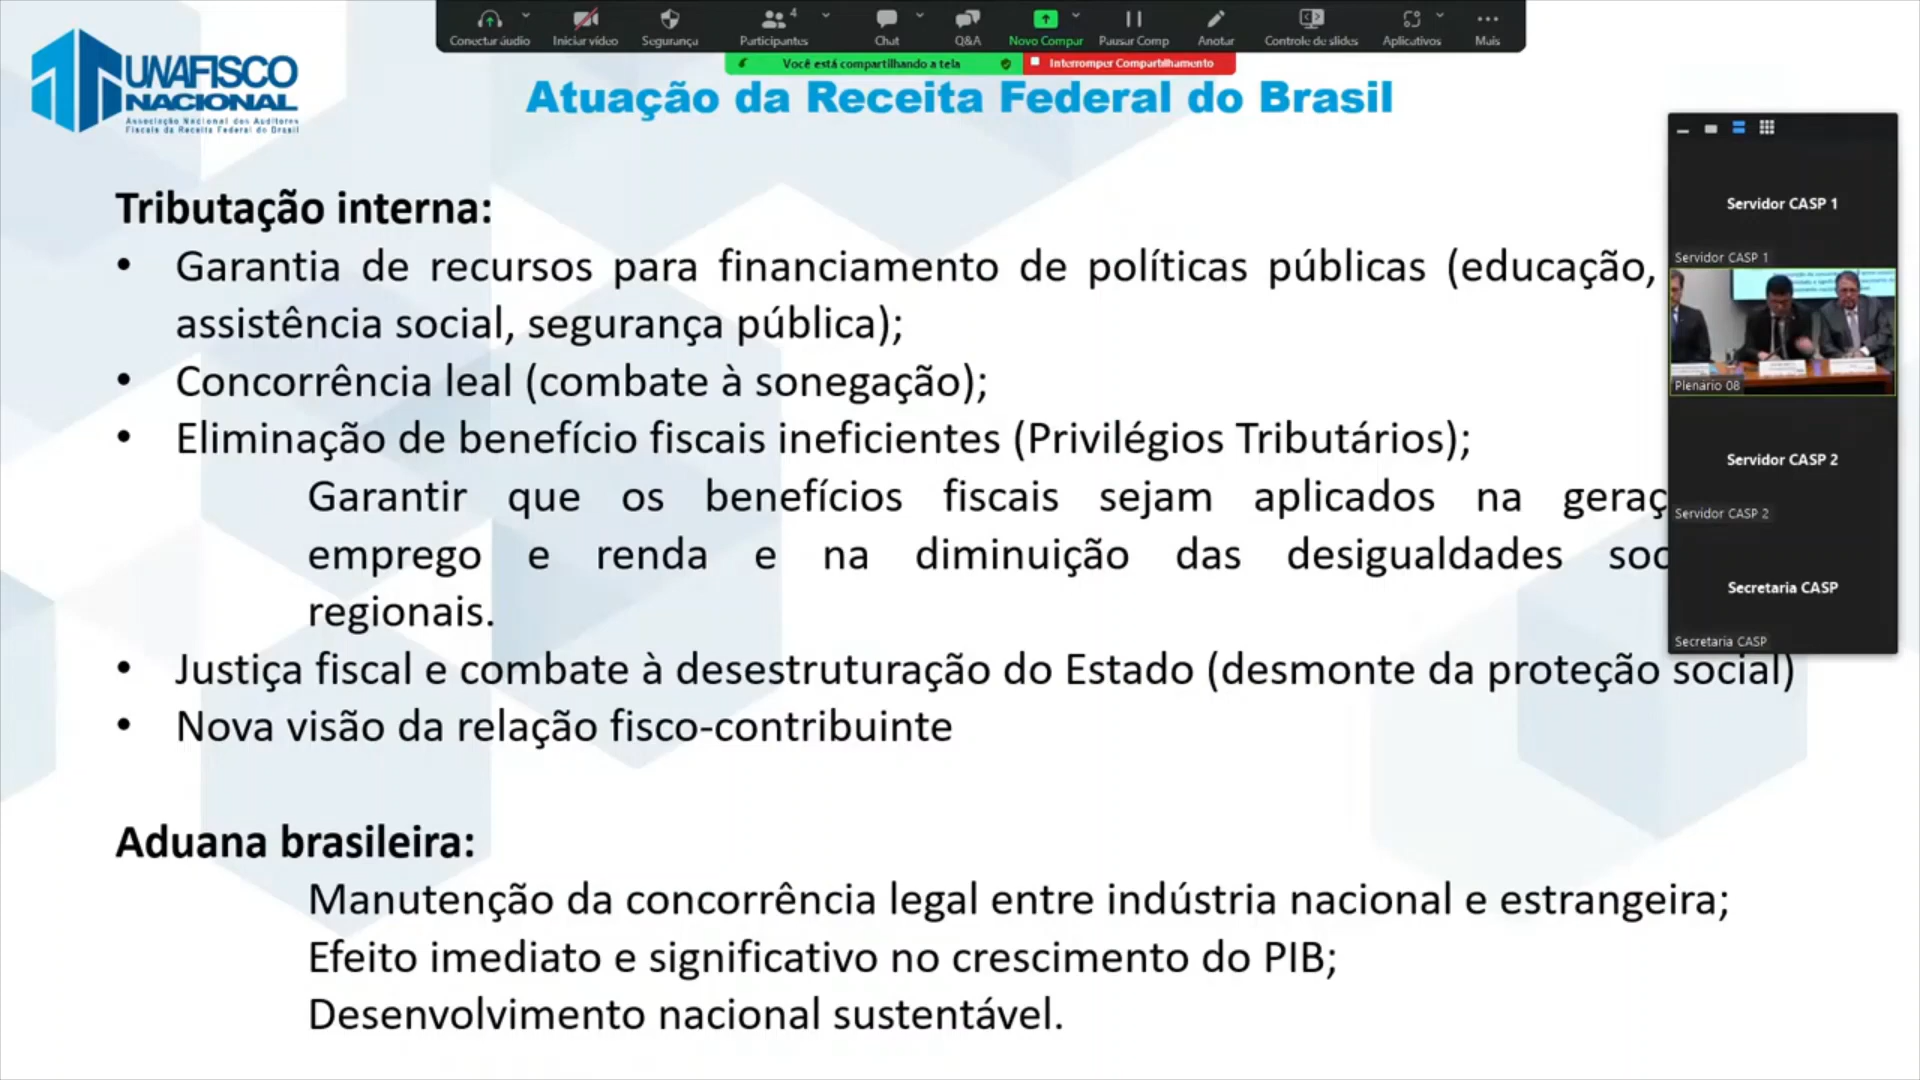 Conectar áudio
Iniciar vídeo
Segurança
Participantes
4
Chat
Q&A
Novo Compar
Pausar Comp
Anotar
Controle de slides
Aplicativos
Mais
Você está compartilhando a tela
Interromper Compartilhamento
UNAFISCO
NACIONAL
Associação Nacional dos Auditores
Fiscais da Receita Federal do Brasil
Atuação da Receita Federal do Brasil
Tributação interna:
• Garantia de recursos para financiamento de políticas públicas (educação,
assistência social, segurança pública);
• Concorrência leal (combate à sonegação);
• Eliminação de benefício fiscais ineficientes (Privilégios Tributários);
Garantir que os benefícios fiscais sejam aplicados na geraç
emprego e renda e na diminuição das desigualdades soc
regionais.
• Justiça fiscal e combate à desestruturação do Estado (desmonte da proteção social)
• Nova visão da relação fisco-contribuinte
Aduana brasileira:
Manutenção da concorrência legal entre indústria nacional e estrangeira;
Efeito imediato e significativo no crescimento do PIB;
Desenvolvimento nacional sustentável.
Servidor CASP 1
Servidor CASP 1
Plenário 08
Servidor CASP 2
Servidor CASP 2
Secretaria CASP
Secretaria CASP